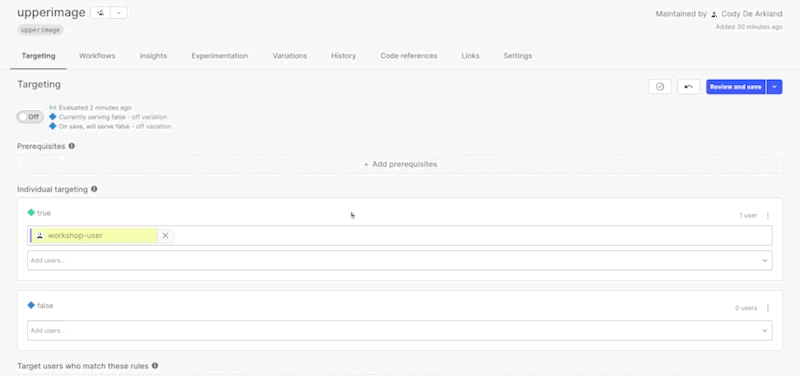 upperimage
Maintained by Cody De Arkland
upperimage
Added 30 minutes ago
Targeting Workflows Insights Experimentation Variations History Code references Links Settings
Targeting
Review and save
Off
Evaluated 2 minutes ago
Currently serving false - off variation
On save, will serve false - off variation
Prerequisites
+ Add prerequisites
Individual targeting
true
1 user
workshop-user
Add users...
false
0 users
Add users...
Target users who match these rules